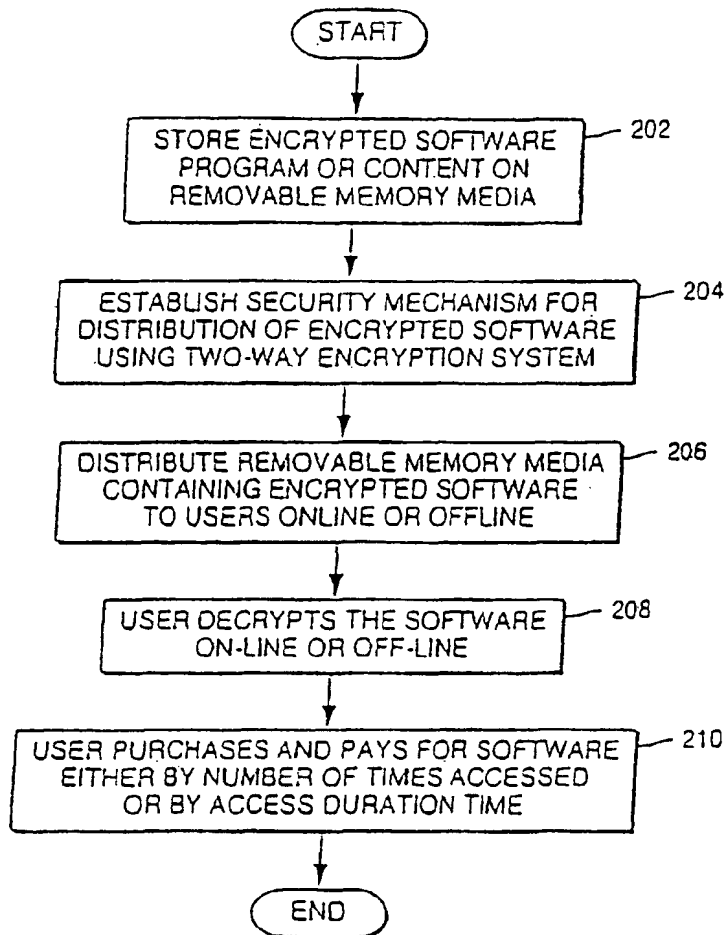 START
STORE ENCRYPTED SOFTWARE
PROGRAM OR CONTENT ON
REMOVABLE MEMORY MEDIA
202
ESTABLISH SECURITY MECHANISM FOR
DISTRIBUTION OF ENCRYPTED SOFTWARE
USING TWO-WAY ENCRYPTION SYSTEM
204
DISTRIBUTE REMOVABLE MEMORY MEDIA
CONTAINING ENCRYPTED SOFTWARE
TO USERS ONLINE OR OFFLINE
206
USER DECRYPTS THE SOFTWARE
ON-LINE OR OFF-LINE
208
USER PURCHASES AND PAYS FOR SOFTWARE
EITHER BY NUMBER OF TIMES ACCESSED
OR BY ACCESS DURATION TIME
210
END